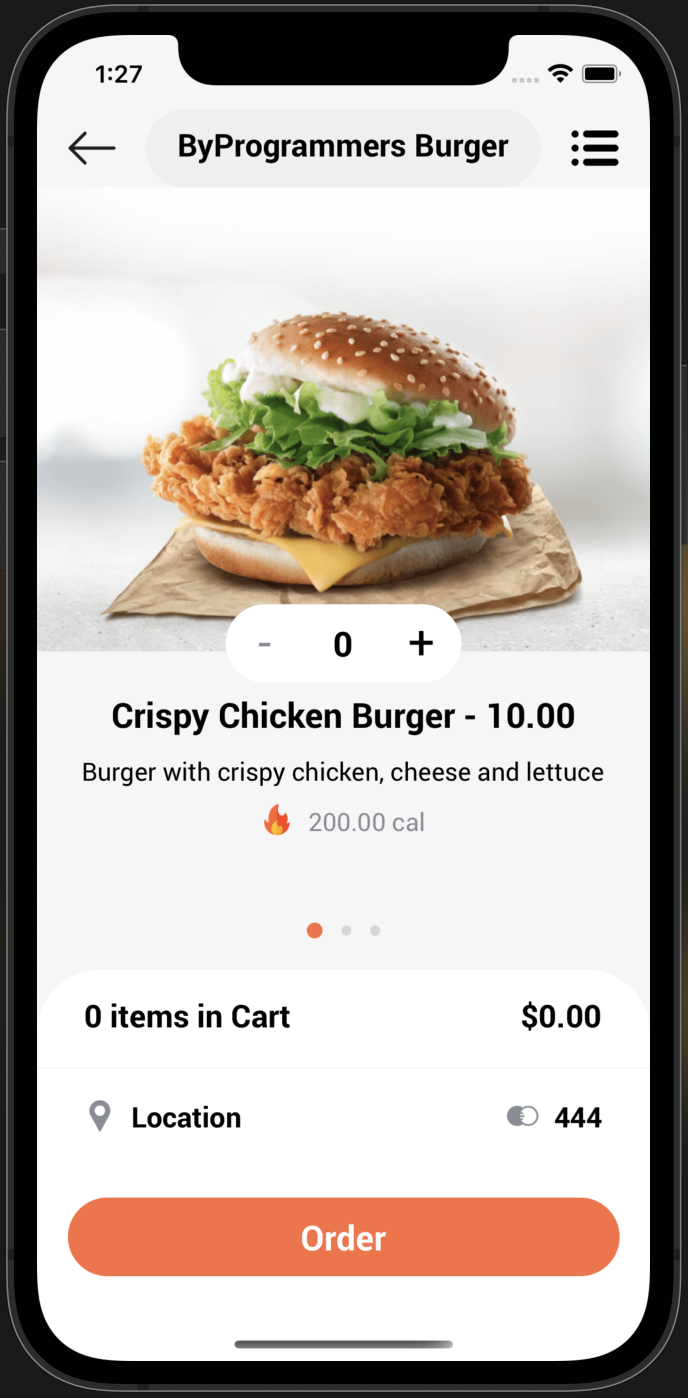 1:27
ByProgrammers Burger
- 0 +
Crispy Chicken Burger - 10.00
Burger with crispy chicken, cheese and lettuce
200.00 cal
0 items in Cart $0.00
Location 444
Order